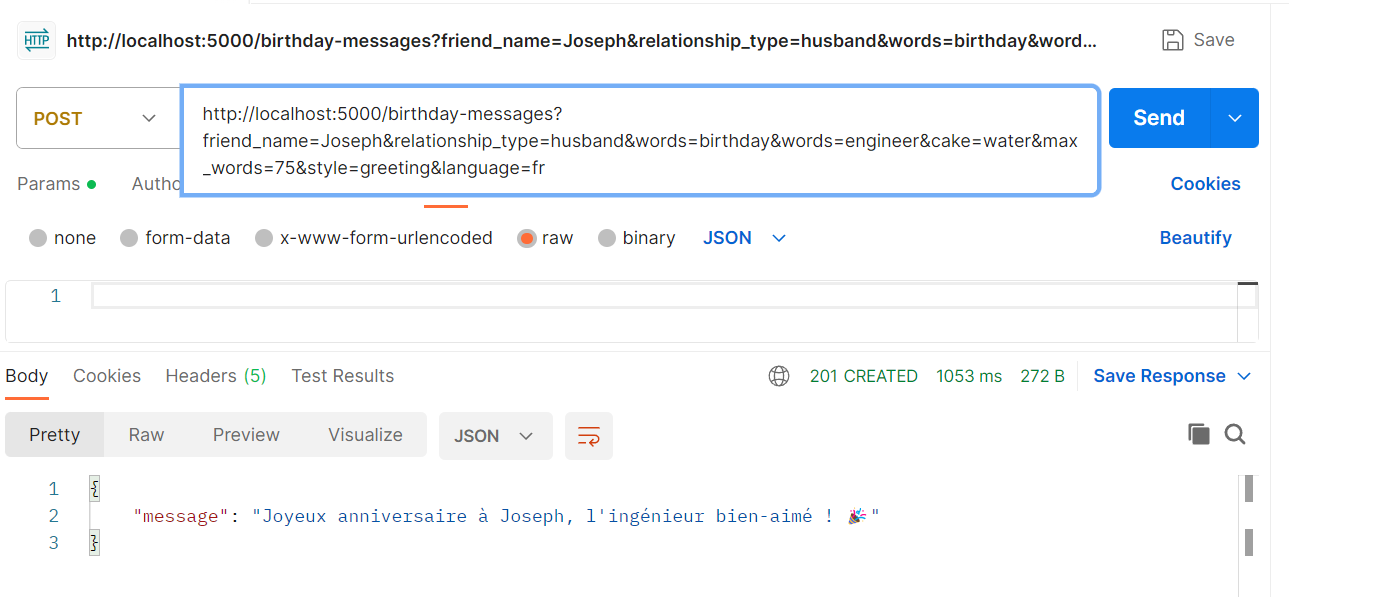 HTTP http://localhost:5000/birthday-messages?friend_name=Joseph&relationship_type=husband&words=birthday&word... Save
POST http://localhost:5000/birthday-messages? Send
friend_name=Joseph&relationship_type=husband&words=birthday&words=engineer&cake=water&max
_words=75&style=greeting&language=fr
Params Autho Cookies
none form-data x-www-form-urlencoded raw binary JSON Beautify
1
Body Cookies Headers (5) Test Results 201 CREATED 1053 ms 272 B Save Response
Pretty Raw Preview Visualize JSON
1 {
2 "message": "Joyeux anniversaire à Joseph, l'ingénieur bien-aimé ! 🎉"
3 }